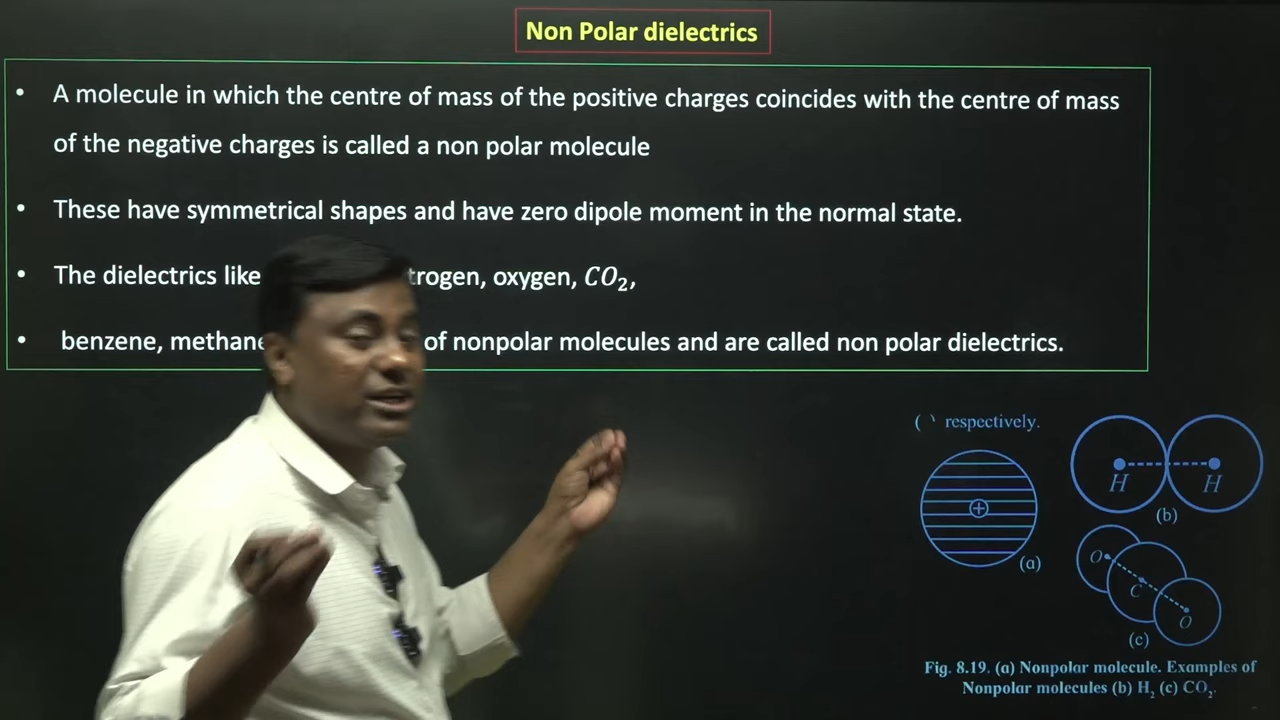 Non Polar dielectrics
• A molecule in which the centre of mass of the positive charges coincides with the centre of mass
of the negative charges is called a non polar molecule
• These have symmetrical shapes and have zero dipole moment in the normal state.
• The dielectrics like trogen, oxygen, CO₂,
• benzene, methane of nonpolar molecules and are called non polar dielectrics.
respectively.
H H
(b)
(a)
O
C
O
(c)
Fig. 8.19. (a) Nonpolar molecule. Examples of
Nonpolar molecules (b) H₂ (c) CO₂.